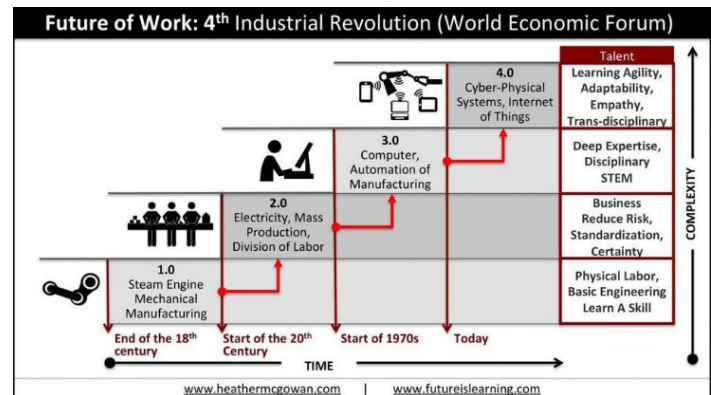 Future of Work: 4th Industrial Revolution (World Economic Forum)
Talent
4.0
Cyber-Physical
Systems, Internet
of Things
Learning Agility,
Adaptability,
Empathy,
Trans-disciplinary
3.0
Computer,
Automation of
Manufacturing
Deep Expertise,
Disciplinary
STEM
2.0
Electricity, Mass
Production,
Division of Labor
Business
Reduce Risk,
Standardization,
Certainty
1.0
Steam Engine
Mechanical
Manufacturing
Physical Labor,
Basic Engineering
Learn A Skill
COMPLEXITY
End of the 18th
century
Start of the 20th
Century
Start of 1970s
Today
TIME
www.heathermcgowan.com | www.futureislearning.com